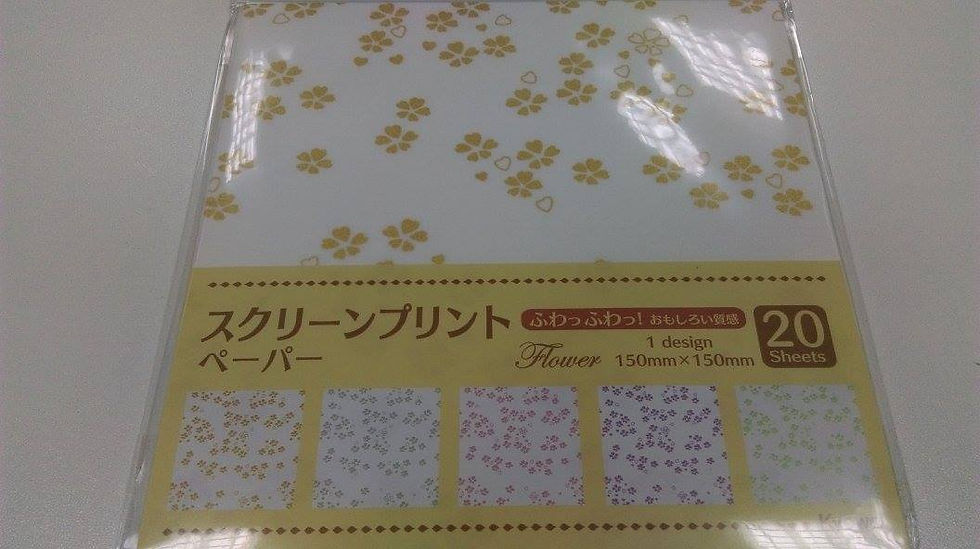 スクリーンプリント
ペーパー
ふわっふわっ! おもしろい質感
Flower
1 design
150mm×150mm
20
Sheets